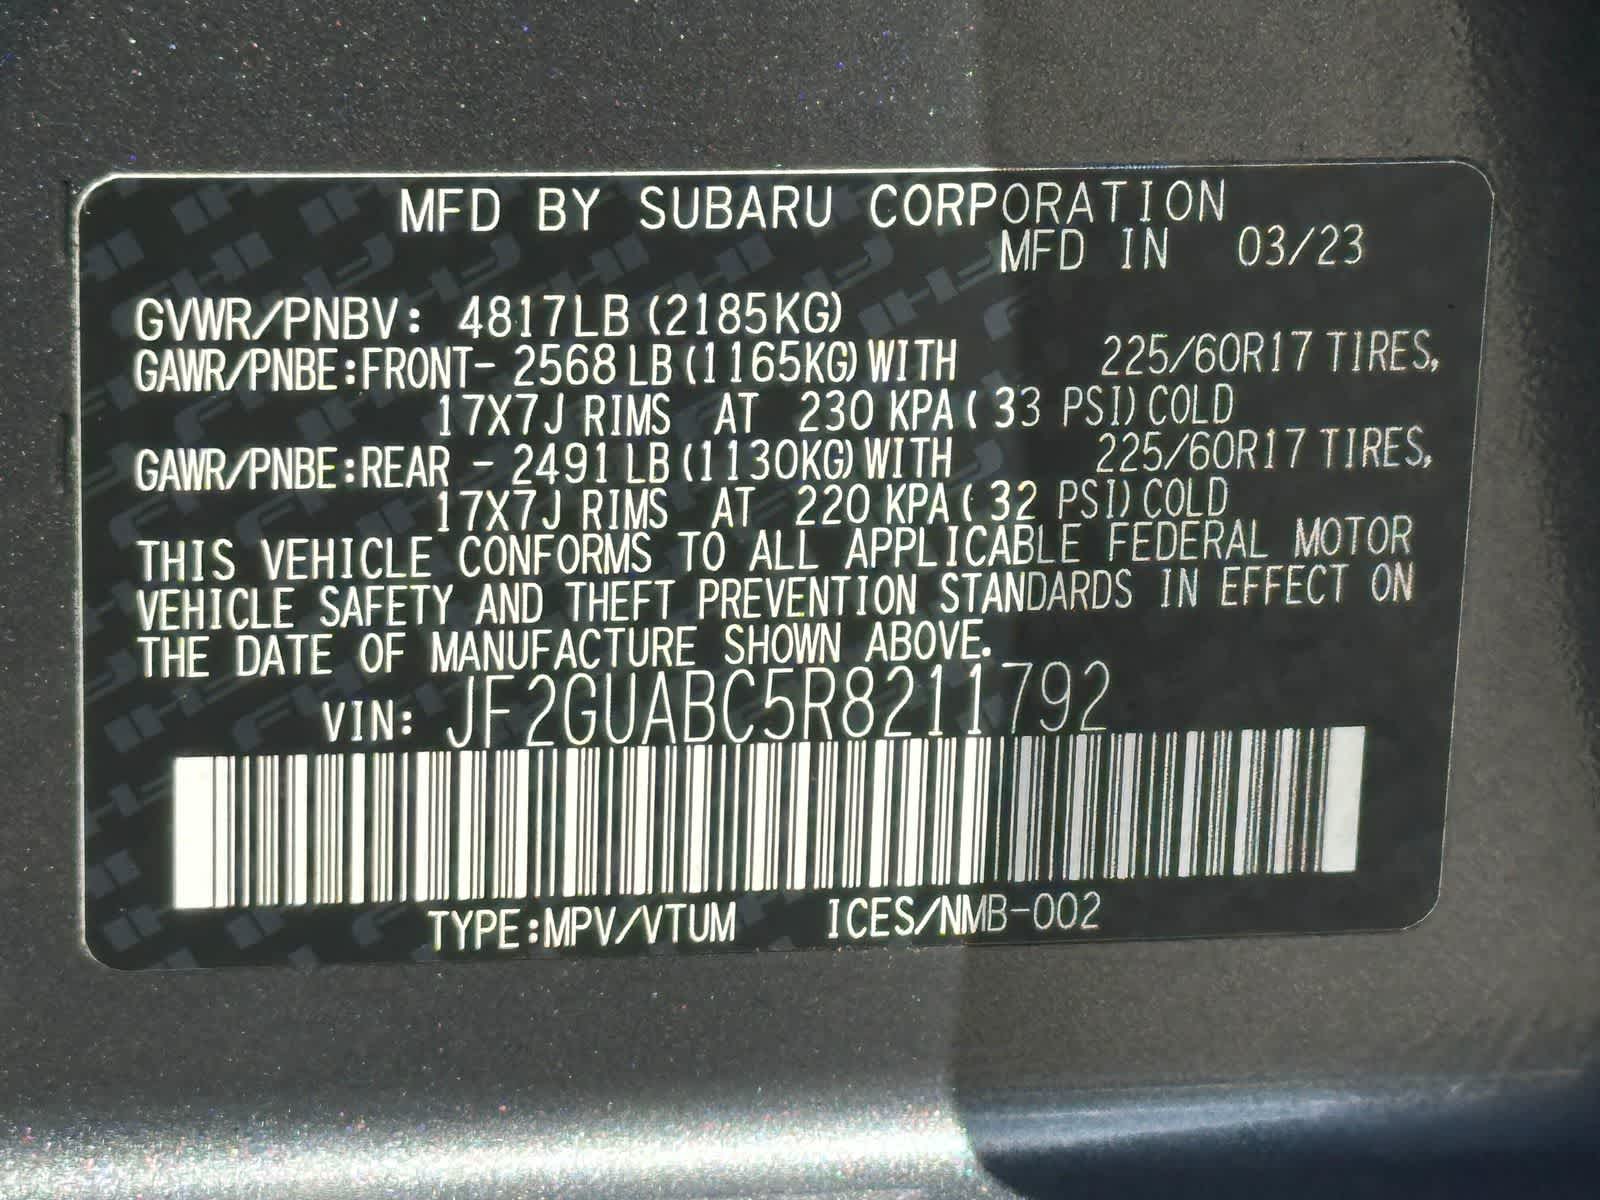 MFD BY SUBARU CORPORATION
MFD IN 03/23
GVWR/PNBV: 4817LB (2185KG)
GAWR/PNBE:FRONT- 2568 LB (1165KG) WITH 225/60R17 TIRES,
17X7J RIMS AT 230 KPA ( 33 PSI) COLD
GAWR/PNBE:REAR - 2491 LB (1130KG) WITH 225/60R17 TIRES,
17X7J RIMS AT 220 KPA ( 32 PSI) COLD
THIS VEHICLE CONFORMS TO ALL APPLICABLE FEDERAL MOTOR
VEHICLE SAFETY AND THEFT PREVENTION STANDARDS IN EFFECT ON
THE DATE OF MANUFACTURE SHOWN ABOVE.
VIN: JF2GUABC5R8211792
TYPE:MPV/VTUM ICES/NMB-002